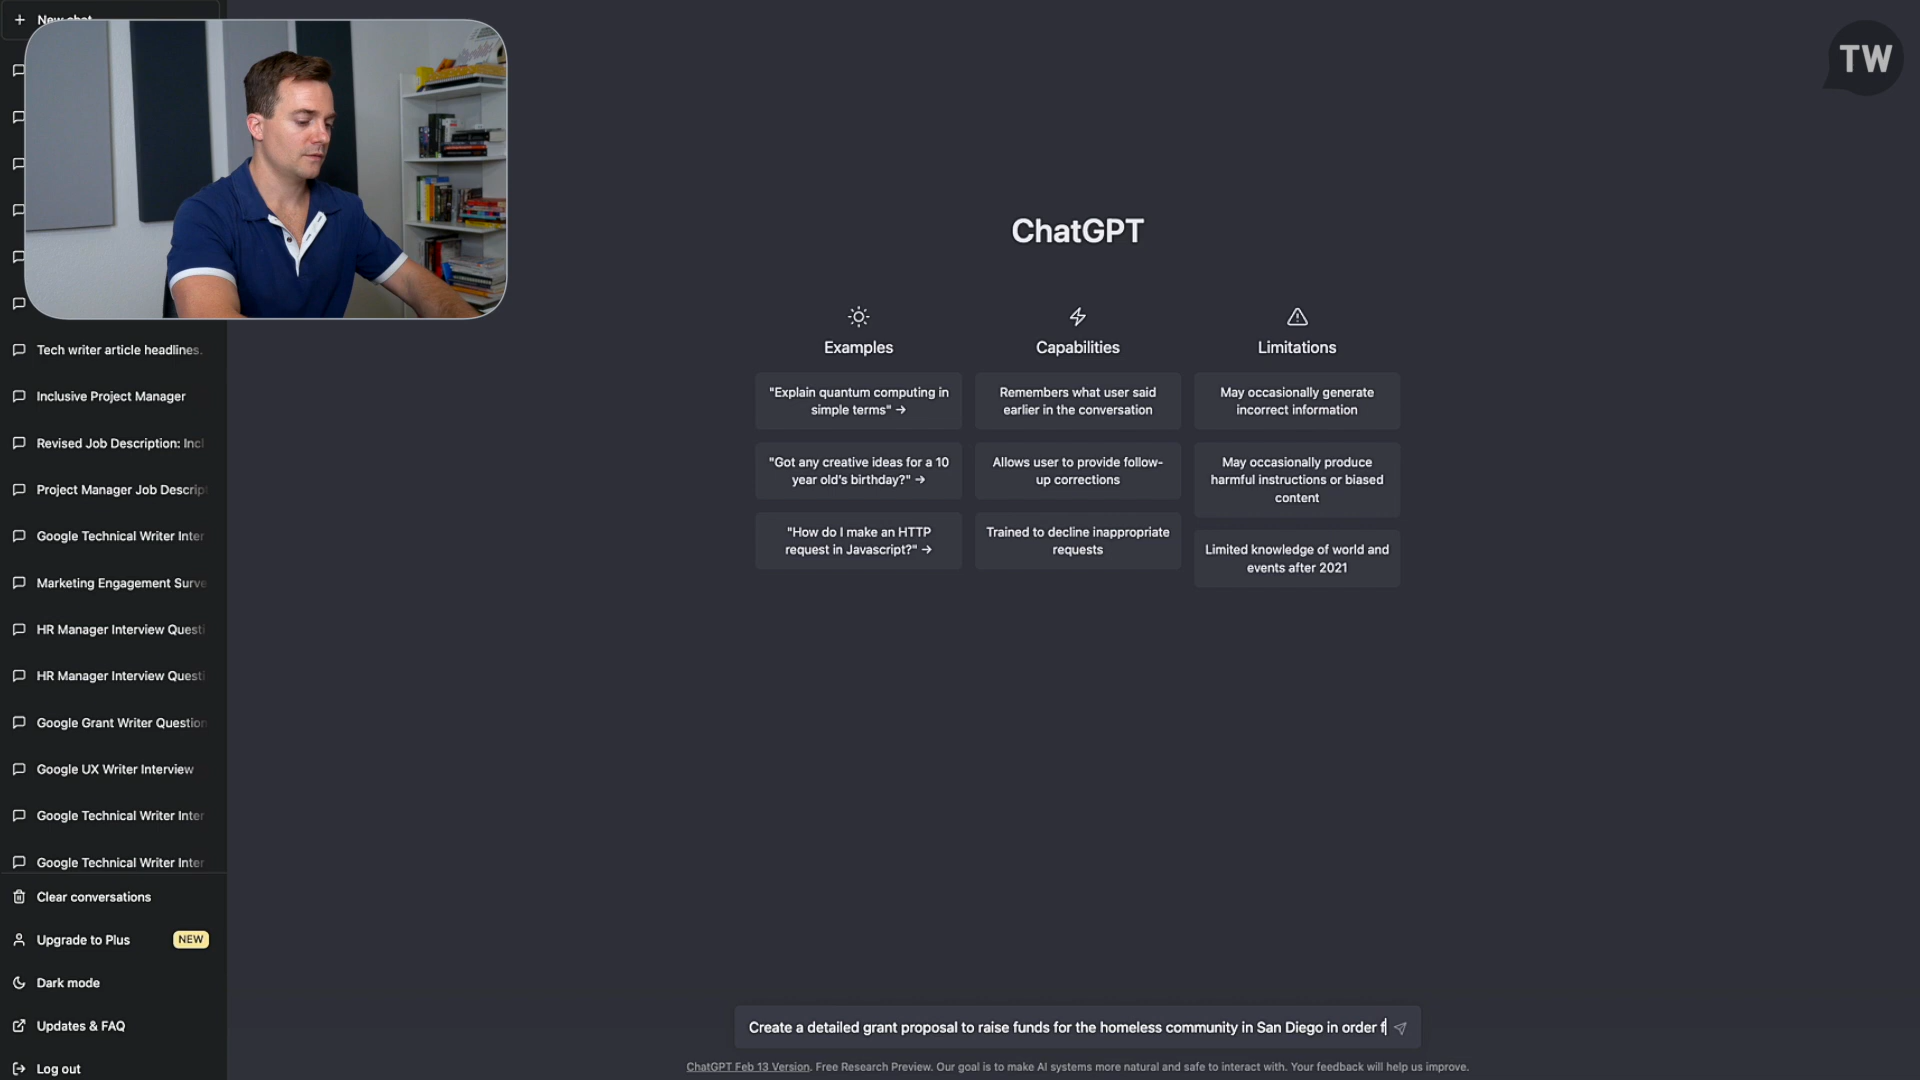 New chat
TW
ChatGPT
Examples
Capabilities
Limitations
"Explain quantum computing in
simple terms" →
Remembers what user said
earlier in the conversation
May occasionally generate
incorrect information
"Got any creative ideas for a 10
year old's birthday?" →
Allows user to provide follow-
up corrections
May occasionally produce
harmful instructions or biased
content
"How do I make an HTTP
request in Javascript?" →
Trained to decline inappropriate
requests
Limited knowledge of world and
events after 2021
Tech writer article headlines.
Inclusive Project Manager
Revised Job Description: Incl
Project Manager Job Descrip
Google Technical Writer Inter
Marketing Engagement Surve
HR Manager Interview Questi
HR Manager Interview Questi
Google Grant Writer Question
Google UX Writer Interview
Google Technical Writer Inter
Google Technical Writer Inter
Clear conversations
Upgrade to Plus NEW
Dark mode
Updates & FAQ
Log out
Create a detailed grant proposal to raise funds for the homeless community in San Diego in order f
ChatGPT Feb 13 Version. Free Research Preview. Our goal is to make AI systems more natural and safe to interact with. Your feedback will help us improve.